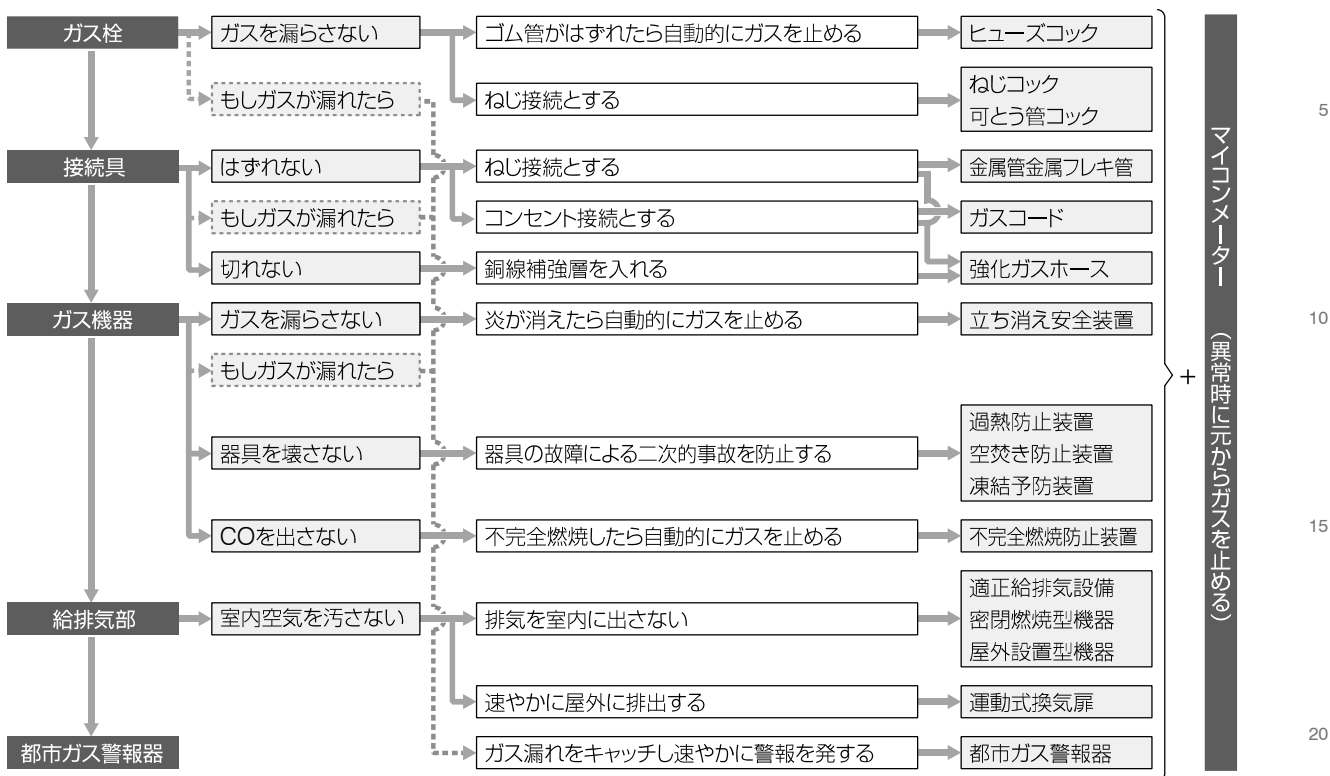 ガス栓
ガスを漏らさない
ゴム管がはずれたら自動的にガスを止める
ヒューズコック
もしガスが漏れたら
ねじ接続とする
ねじコック
可とう管コック
5
接続具
はずれない
ねじ接続とする
金属管金属フレキ管
もしガスが漏れたら
コンセント接続とする
ガスコード
切れない
銅線補強層を入れる
強化ガスホース
ガス機器
ガスを漏らさない
炎が消えたら自動的にガスを止める
立ち消え安全装置
10
もしガスが漏れたら
器具を壊さない
器具の故障による二次的事故を防止する
過熱防止装置
空焚き防止装置
凍結予防装置
COを出さない
不完全燃焼したら自動的にガスを止める
不完全燃焼防止装置
15
給排気部
室内空気を汚さない
排気を室内に出さない
適正給排気設備
密閉燃焼型機器
屋外設置型機器
速やかに屋外に排出する
運動式換気扉
都市ガス警報器
ガス漏れをキャッチし速やかに警報を発する
都市ガス警報器
20
+
マイコンメーター （異常時に元からガスを止める）